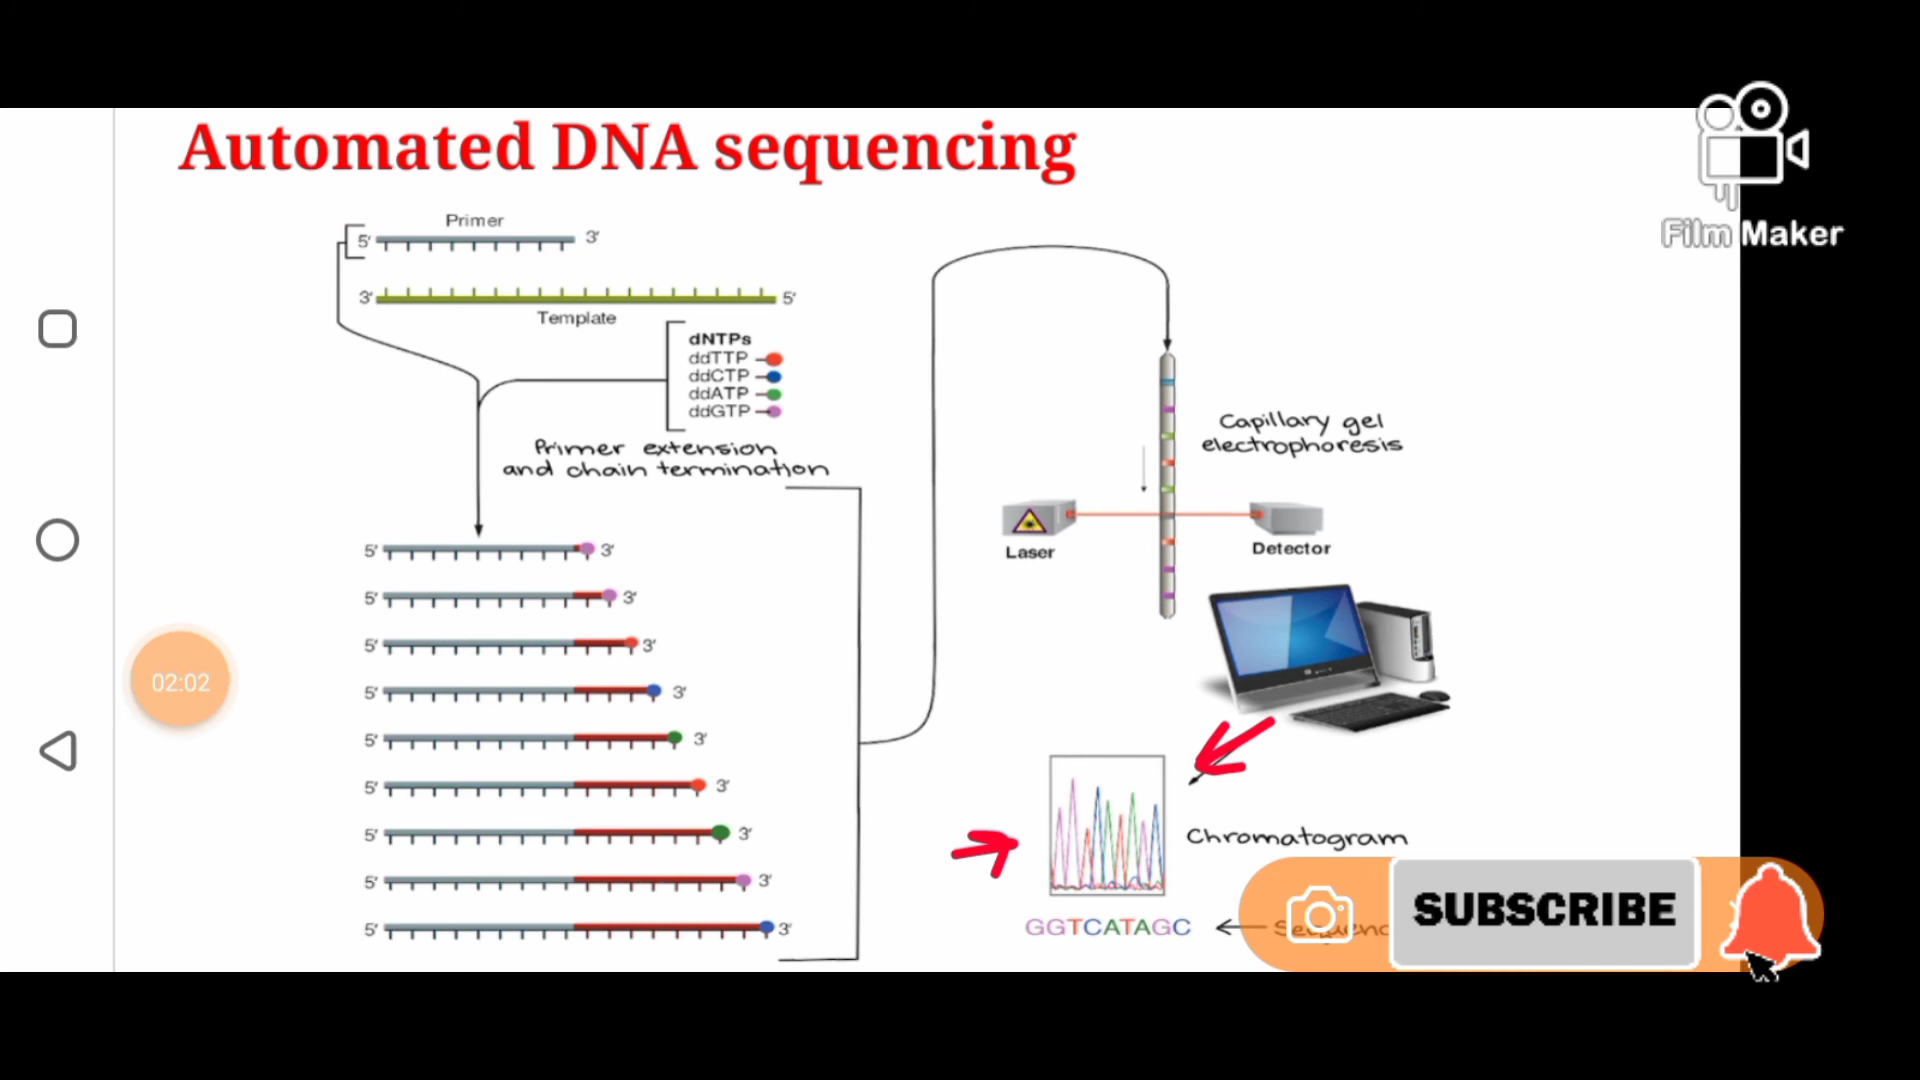 Automated DNA sequencing
Film Maker
Primer
5' 3'
3' 5'
Template
dNTPs
ddTTP
ddCTP
ddATP
ddGTP
Primer extension
and chain termination
5' 3'
5' 3'
5' 3'
5' 3'
5' 3'
5' 3'
5' 3'
5' 3'
5' 3'
02:02
Capillary gel
electrophoresis
Laser
Detector
Chromatogram
GGTCATAGC
SUBSCRIBE